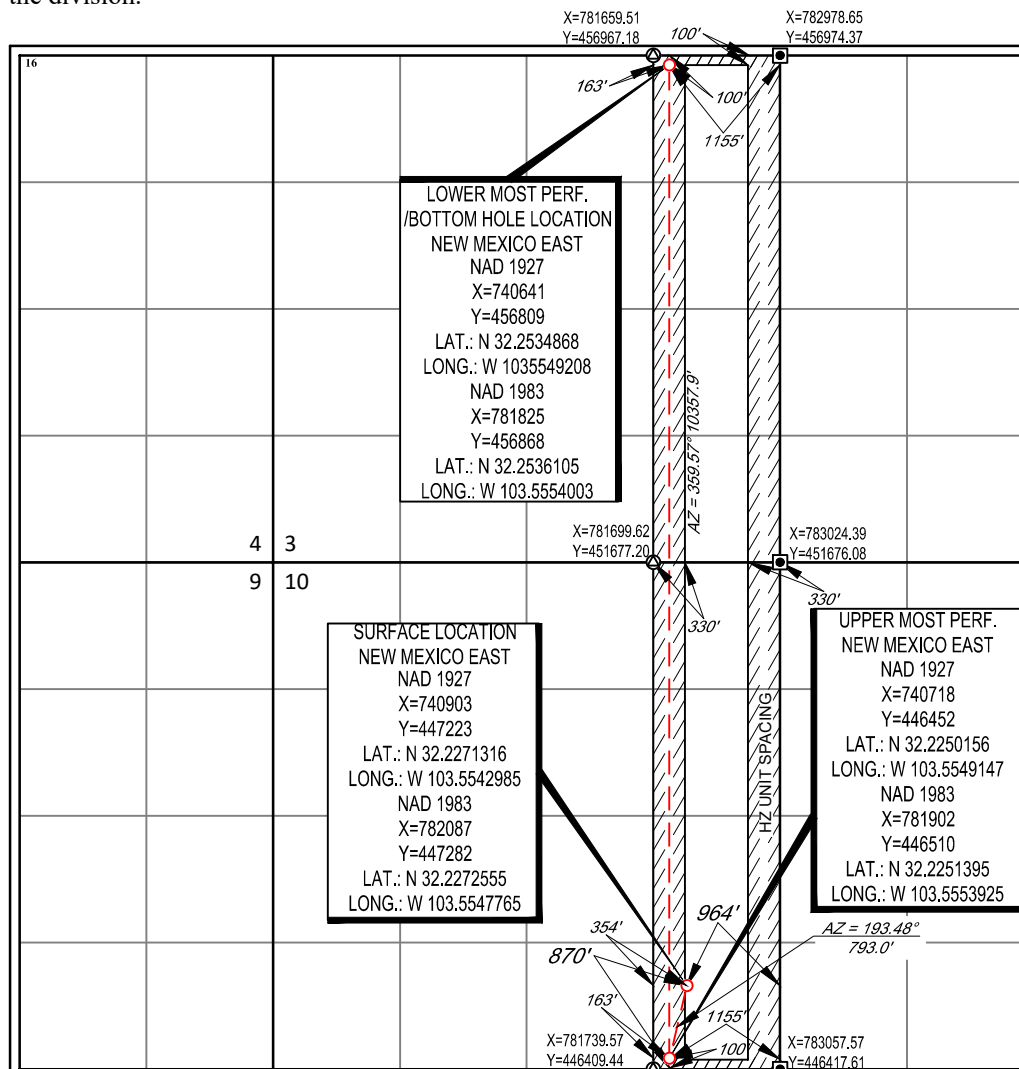 the division.
X=781659.51
Y=456967.18
100'
X=782978.65
Y=456974.37
16
163'
100'
1155'
LOWER MOST PERF.
/BOTTOM HOLE LOCATION
NEW MEXICO EAST
NAD 1927
X=740641
Y=456809
LAT.: N 32.2534868
LONG.: W 1035549208
NAD 1983
X=781825
Y=456868
LAT.: N 32.2536105
LONG.: W 103.5554003
AZ = 359.57° 10357.9'
X=781699.62
Y=451677.20
X=783024.39
Y=451676.08
4 3
9 10
330'
330'
SURFACE LOCATION
NEW MEXICO EAST
NAD 1927
X=740903
Y=447223
LAT.: N 32.2271316
LONG.: W 103.5542985
NAD 1983
X=782087
Y=447282
LAT.: N 32.2272555
LONG.: W 103.5547765
HZ UNIT SPACING
UPPER MOST PERF.
NEW MEXICO EAST
NAD 1927
X=740718
Y=446452
LAT.: N 32.2250156
LONG.: W 103.5549147
NAD 1983
X=781902
Y=446510
LAT.: N 32.2251395
LONG.: W 103.5553925
354'
964'
870'
AZ = 193.48°
793.0'
163'
1155'
100'
X=781739.57
Y=446409.44
X=783057.57
Y=446417.61